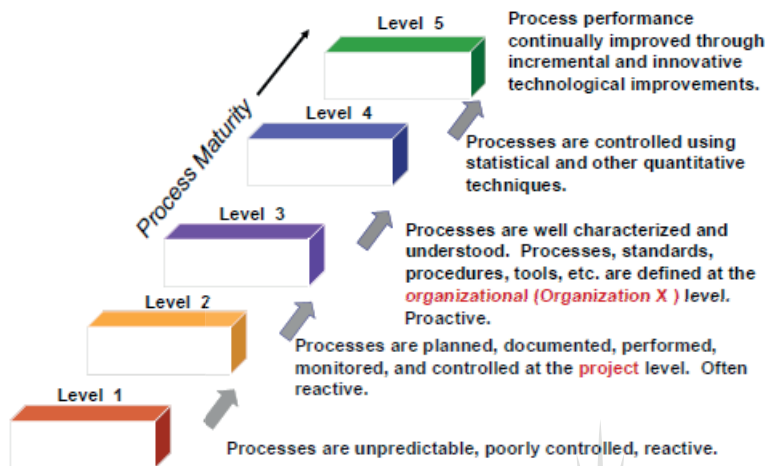 Level 5
Process performance
continually improved through
incremental and innovative
technological improvements.
Level 4
Processes are controlled using
statistical and other quantitative
techniques.
Process Maturity
Level 3
Processes are well characterized and
understood. Processes, standards,
procedures, tools, etc. are defined at the
organizational (Organization X ) level.
Proactive.
Level 2
Processes are planned, documented, performed,
monitored, and controlled at the project level. Often
reactive.
Level 1
Processes are unpredictable, poorly controlled, reactive.